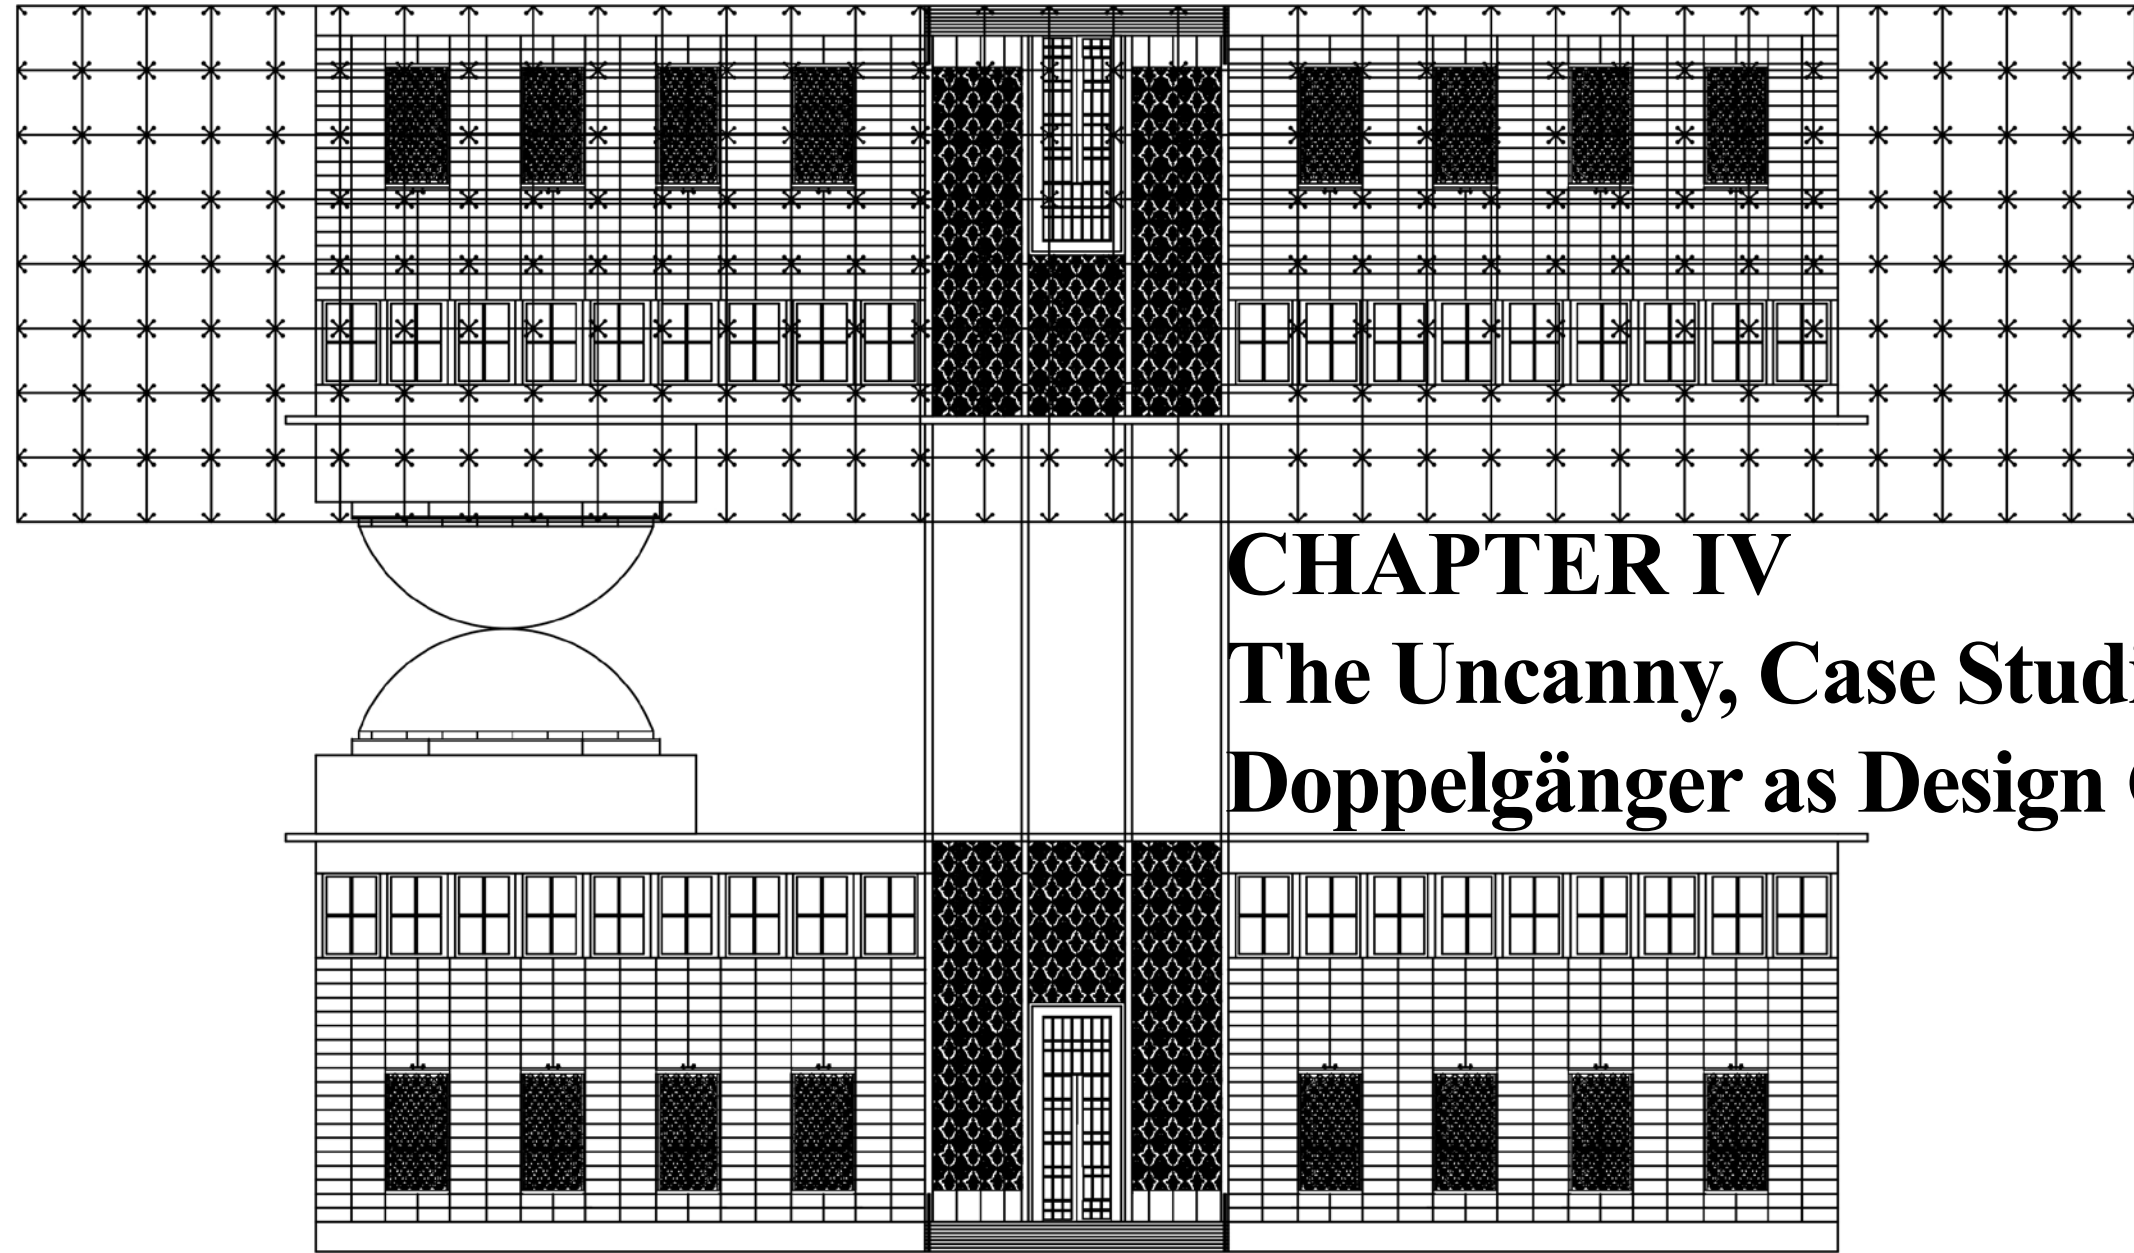 CHAPTER IV
The Uncanny, Case
Doppelgänger as Design